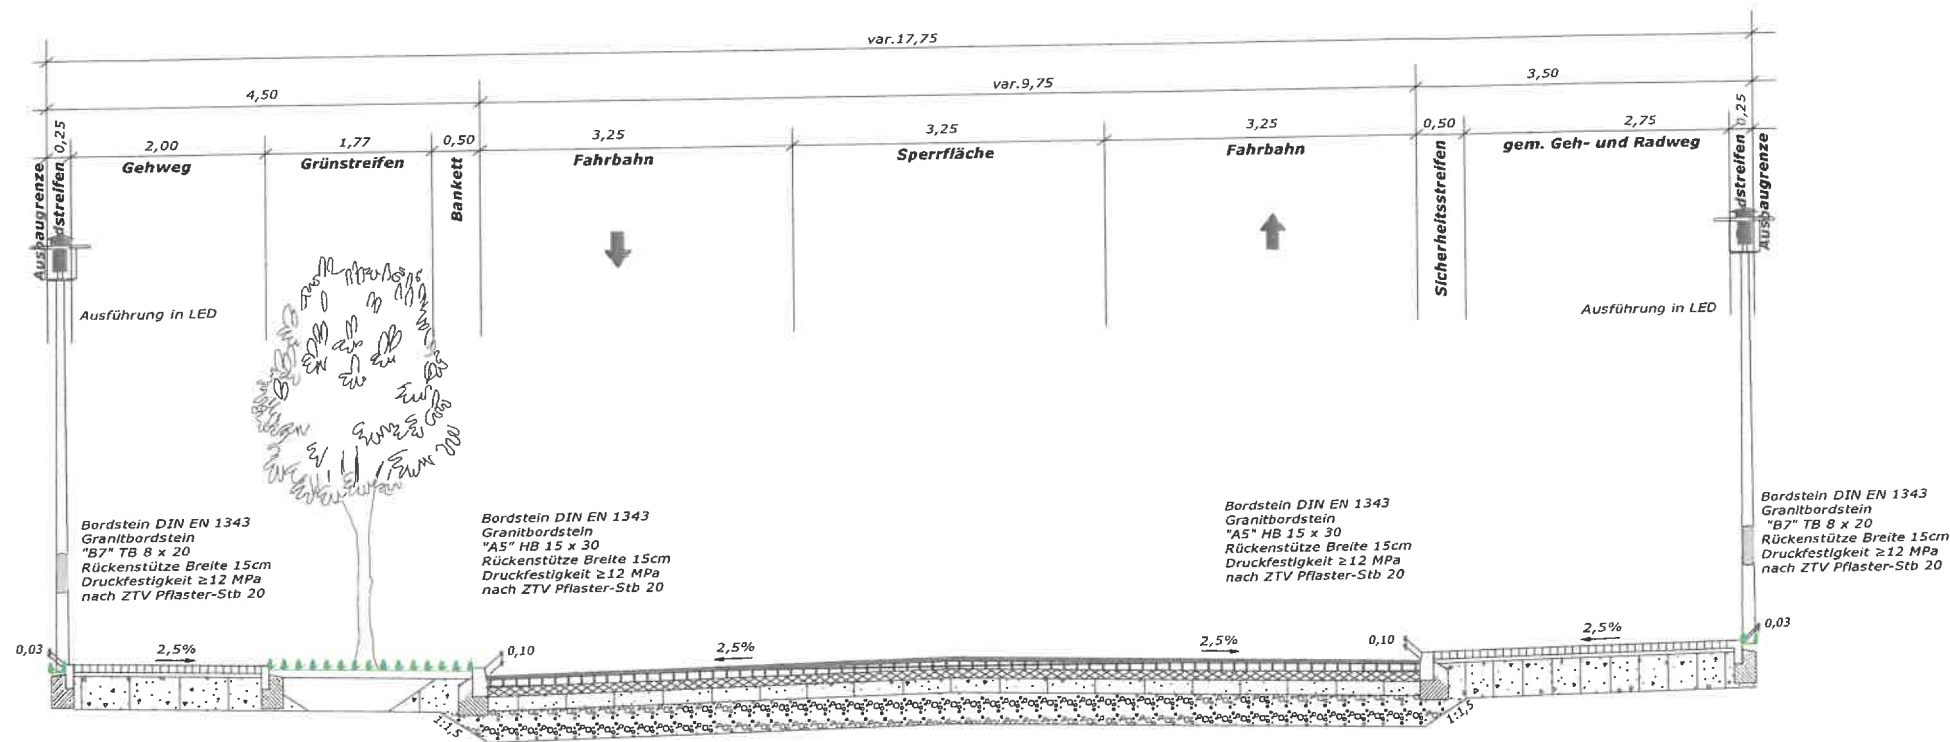 var.17,75
4,50
var.9,75
3,50
0,25
2,00
1,77
0,50
3,25
3,25
3,25
0,50
2,75
0,25
Ausbaugrenze
dstreifen
Gehweg
Grünstreifen
Bankett
Fahrbahn
Sperrfläche
Fahrbahn
Sicherheitsstreifen
gem. Geh- und Radweg
dstreifen
Ausbaugrenze
Ausführung in LED
Ausführung in LED
Bordstein DIN EN 1343
Granitbordstein
"B7" TB 8 x 20
Rückenstütze Breite 15cm
Druckfestigkeit ≥12 MPa
nach ZTV Pflaster-Stb 20
Bordstein DIN EN 1343
Granitbordstein
"A5" HB 15 x 30
Rückenstütze Breite 15cm
Druckfestigkeit ≥12 MPa
nach ZTV Pflaster-Stb 20
Bordstein DIN EN 1343
Granitbordstein
"A5" HB 15 x 30
Rückenstütze Breite 15cm
Druckfestigkeit ≥12 MPa
nach ZTV Pflaster-Stb 20
Bordstein DIN EN 1343
Granitbordstein
"B7" TB 8 x 20
Rückenstütze Breite 15cm
Druckfestigkeit ≥12 MPa
nach ZTV Pflaster-Stb 20
0,03
2,5%
0,10
2,5%
2,5%
0,10
2,5%
0,03
1:1,5
1:1,5